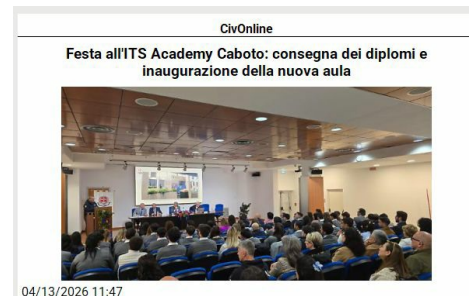 CivOnline
Festa all'ITS Academy Caboto: consegna dei diplomi e
inaugurazione della nuova aula
04/13/2026 11:47